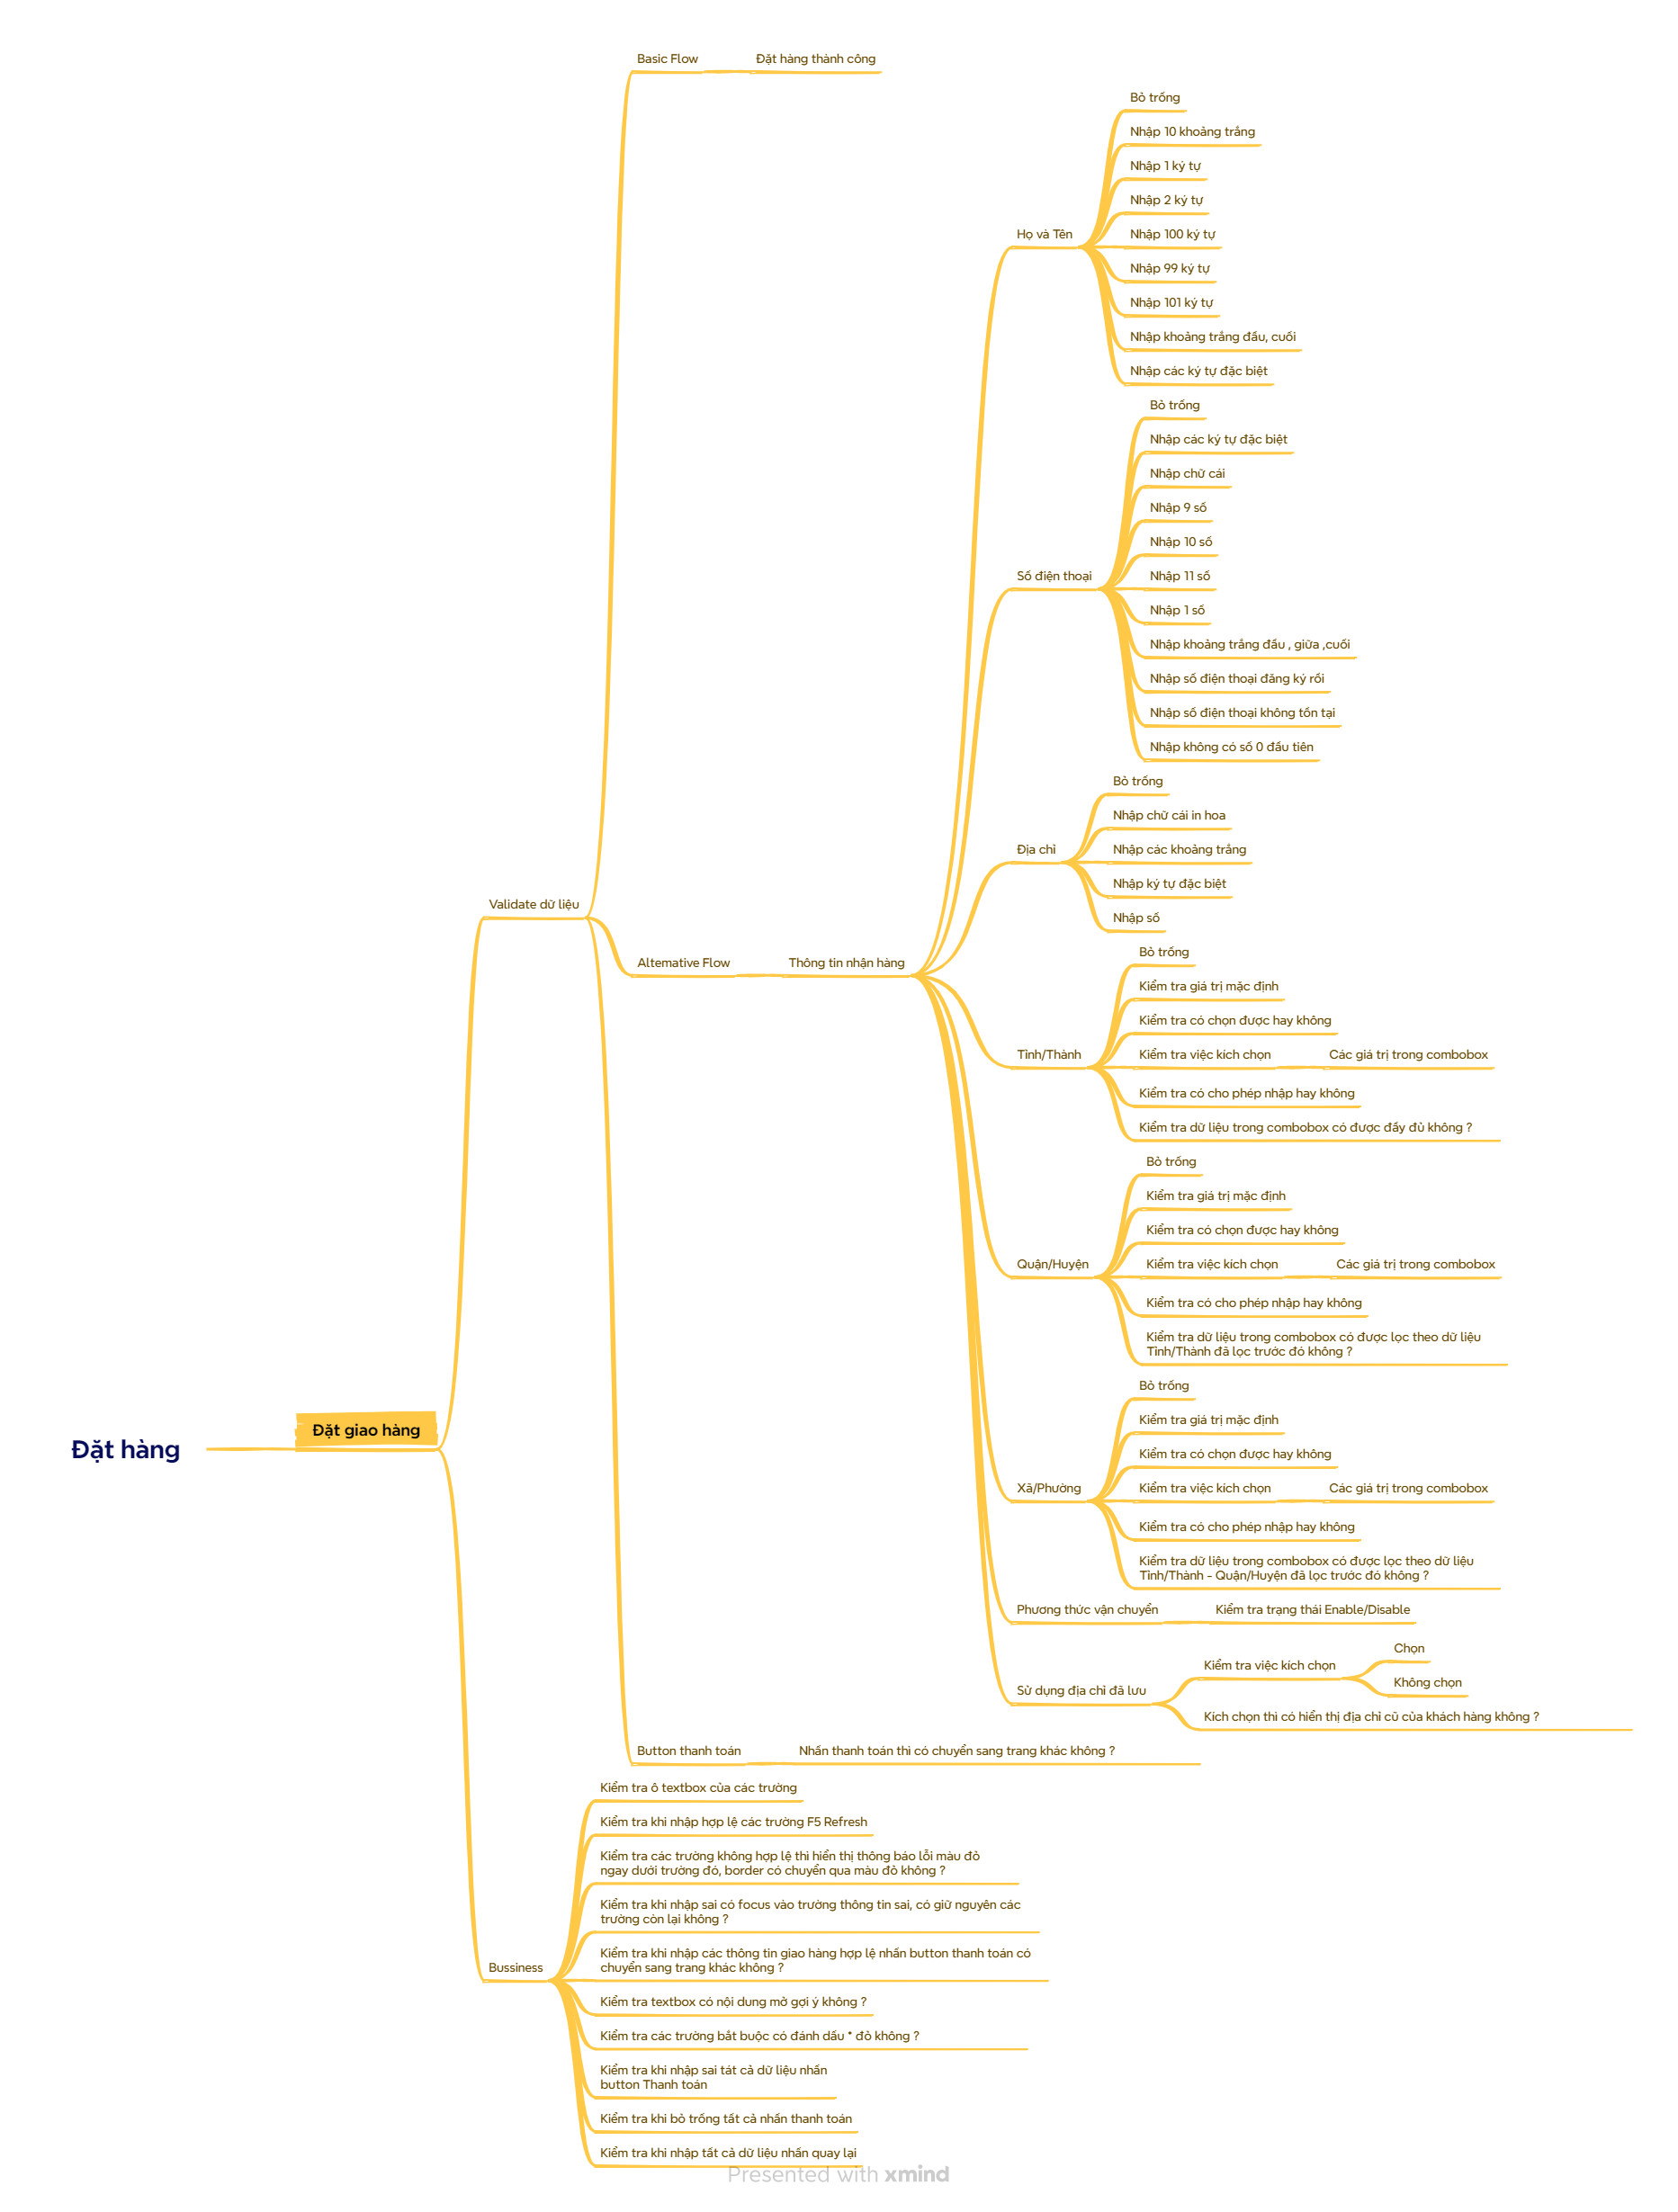 Basic Flow
Đặt hàng thành công
Bỏ trống
Nhập 10 khoảng trắng
Nhập 1 ký tự
Nhập 2 ký tự
Họ và Tên
Nhập 100 ký tự
Nhập 99 ký tự
Nhập 101 ký tự
Nhập khoảng trắng đầu, cuối
Nhập các ký tự đặc biệt
Bỏ trống
Nhập các ký tự đặc biệt
Nhập chữ cái
Nhập 9 số
Nhập 10 số
Số điện thoại
Nhập 11 số
Nhập 1 số
Nhập khoảng trắng đầu , giữa ,cuối
Nhập số điện thoại đăng ký rồi
Nhập số điện thoại không tồn tại
Nhập không có số 0 đầu tiên
Bỏ trống
Nhập chữ cái in hoa
Địa chỉ
Nhập các khoảng trắng
Nhập ký tự đặc biệt
Nhập số
Validate dữ liệu
Altemative Flow
Thông tin nhận hàng
Bỏ trống
Kiểm tra giá trị mặc định
Kiểm tra có chọn được hay không
Tỉnh/Thành
Kiểm tra việc kích chọn
Các giá trị trong combobox
Kiểm tra có cho phép nhập hay không
Kiểm tra dữ liệu trong combobox có được đầy đủ không ?
Bỏ trống
Kiểm tra giá trị mặc định
Kiểm tra có chọn được hay không
Quận/Huyện
Kiểm tra việc kích chọn
Các giá trị trong combobox
Kiểm tra có cho phép nhập hay không
Kiểm tra dữ liệu trong combobox có được lọc theo dữ liệu
Tỉnh/Thành đã lọc trước đó không ?
Bỏ trống
Kiểm tra giá trị mặc định
Kiểm tra có chọn được hay không
Xã/Phường
Kiểm tra việc kích chọn
Các giá trị trong combobox
Kiểm tra có cho phép nhập hay không
Kiểm tra dữ liệu trong combobox có được lọc theo dữ liệu
Tỉnh/Thành - Quận/Huyện đã lọc trước đó không ?
Đặt hàng
Đặt giao hàng
Phương thức vận chuyển
Kiểm tra trạng thái Enable/Disable
Sử dụng địa chỉ đã lưu
Kiểm tra việc kích chọn
Chọn
Không chọn
Kích chọn thì có hiển thị địa chỉ cũ của khách hàng không ?
Button thanh toán
Nhấn thanh toán thì có chuyển sang trang khác không ?
Bussiness
Kiểm tra ô textbox của các trường
Kiểm tra khi nhập hợp lệ các trường F5 Refresh
Kiểm tra các trường không hợp lệ thì hiển thị thông báo lỗi màu đỏ
ngay dưới trường đó, border có chuyển qua màu đỏ không ?
Kiểm tra khi nhập sai có focus vào trường thông tin sai, có giữ nguyên các
trường còn lại không ?
Kiểm tra khi nhập các thông tin giao hàng hợp lệ nhấn button thanh toán có
chuyển sang trang khác không ?
Kiểm tra textbox có nội dung mờ gợi ý không ?
Kiểm tra các trường bắt buộc có đánh dấu * đỏ không ?
Kiểm tra khi nhập sai tát cả dữ liệu nhấn
button Thanh toán
Kiểm tra khi bỏ trống tất cả nhấn thanh toán
Kiểm tra khi nhập tất cả dữ liệu nhấn quay lại
Presented with xmind